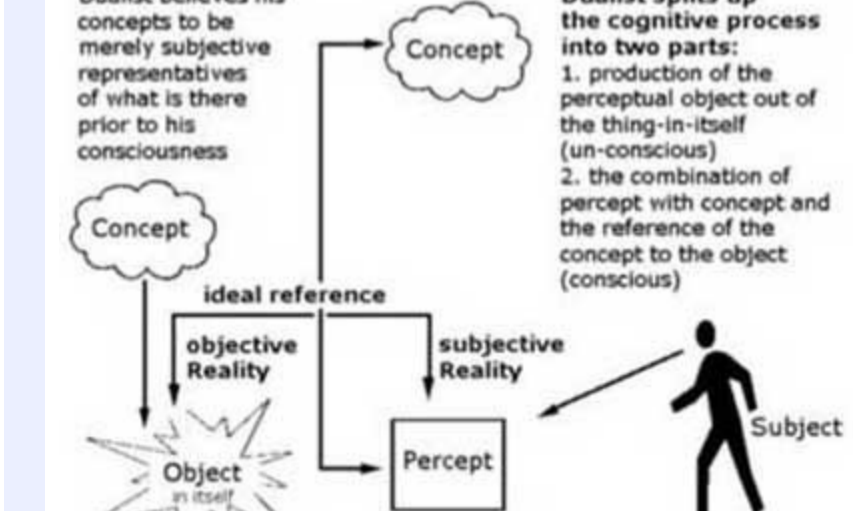 concepts to be
merely subjective
representatives
of what is there
prior to his
consciousness
Concept
the cognitive process
into two parts:
1. production of the
perceptual object out of
the thing-in-itself
(un-conscious)
2. the combination of
percept with concept and
the reference of the
concept to the object
(conscious)
Concept
ideal reference
objective
Reality
subjective
Reality
Subject
Object
in itself
Percept